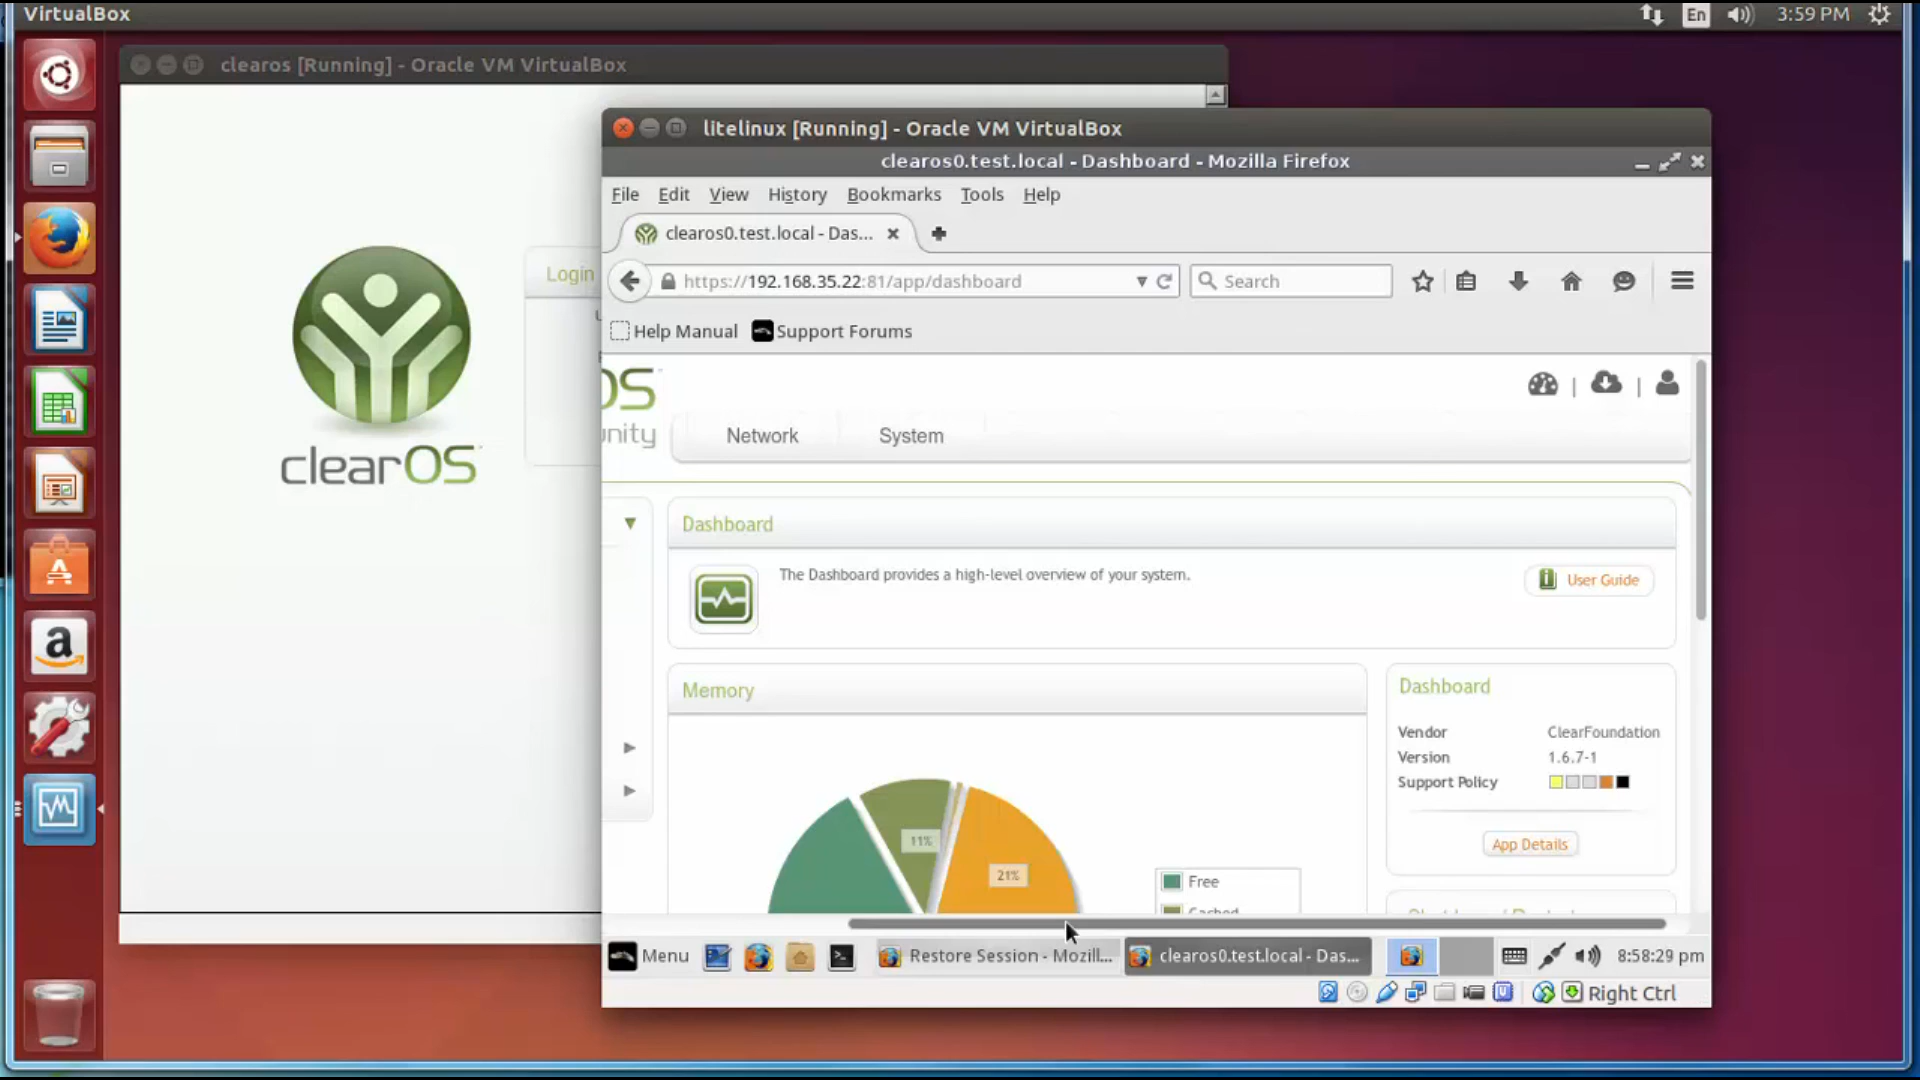 VirtualBox
En
3:59 PM
clearos [Running] - Oracle VM VirtualBox
clearOS
Login
litelinux [Running] - Oracle VM VirtualBox
clearos0.test.local - Dashboard - Mozilla Firefox
File Edit View History Bookmarks Tools Help
clearos0.test.local - Das...
https://192.168.35.22:81/app/dashboard
Search
Help Manual
Support Forums
OS
unity
Network
System
Dashboard
The Dashboard provides a high-level overview of your system.
User Guide
Memory
11%
21%
Free
Cached
Dashboard
Vendor ClearFoundation
Version 1.6.7-1
Support Policy
App Details
Menu
Restore Session - Mozill...
clearos0.test.local - Das...
8:58:29 pm
Right Ctrl